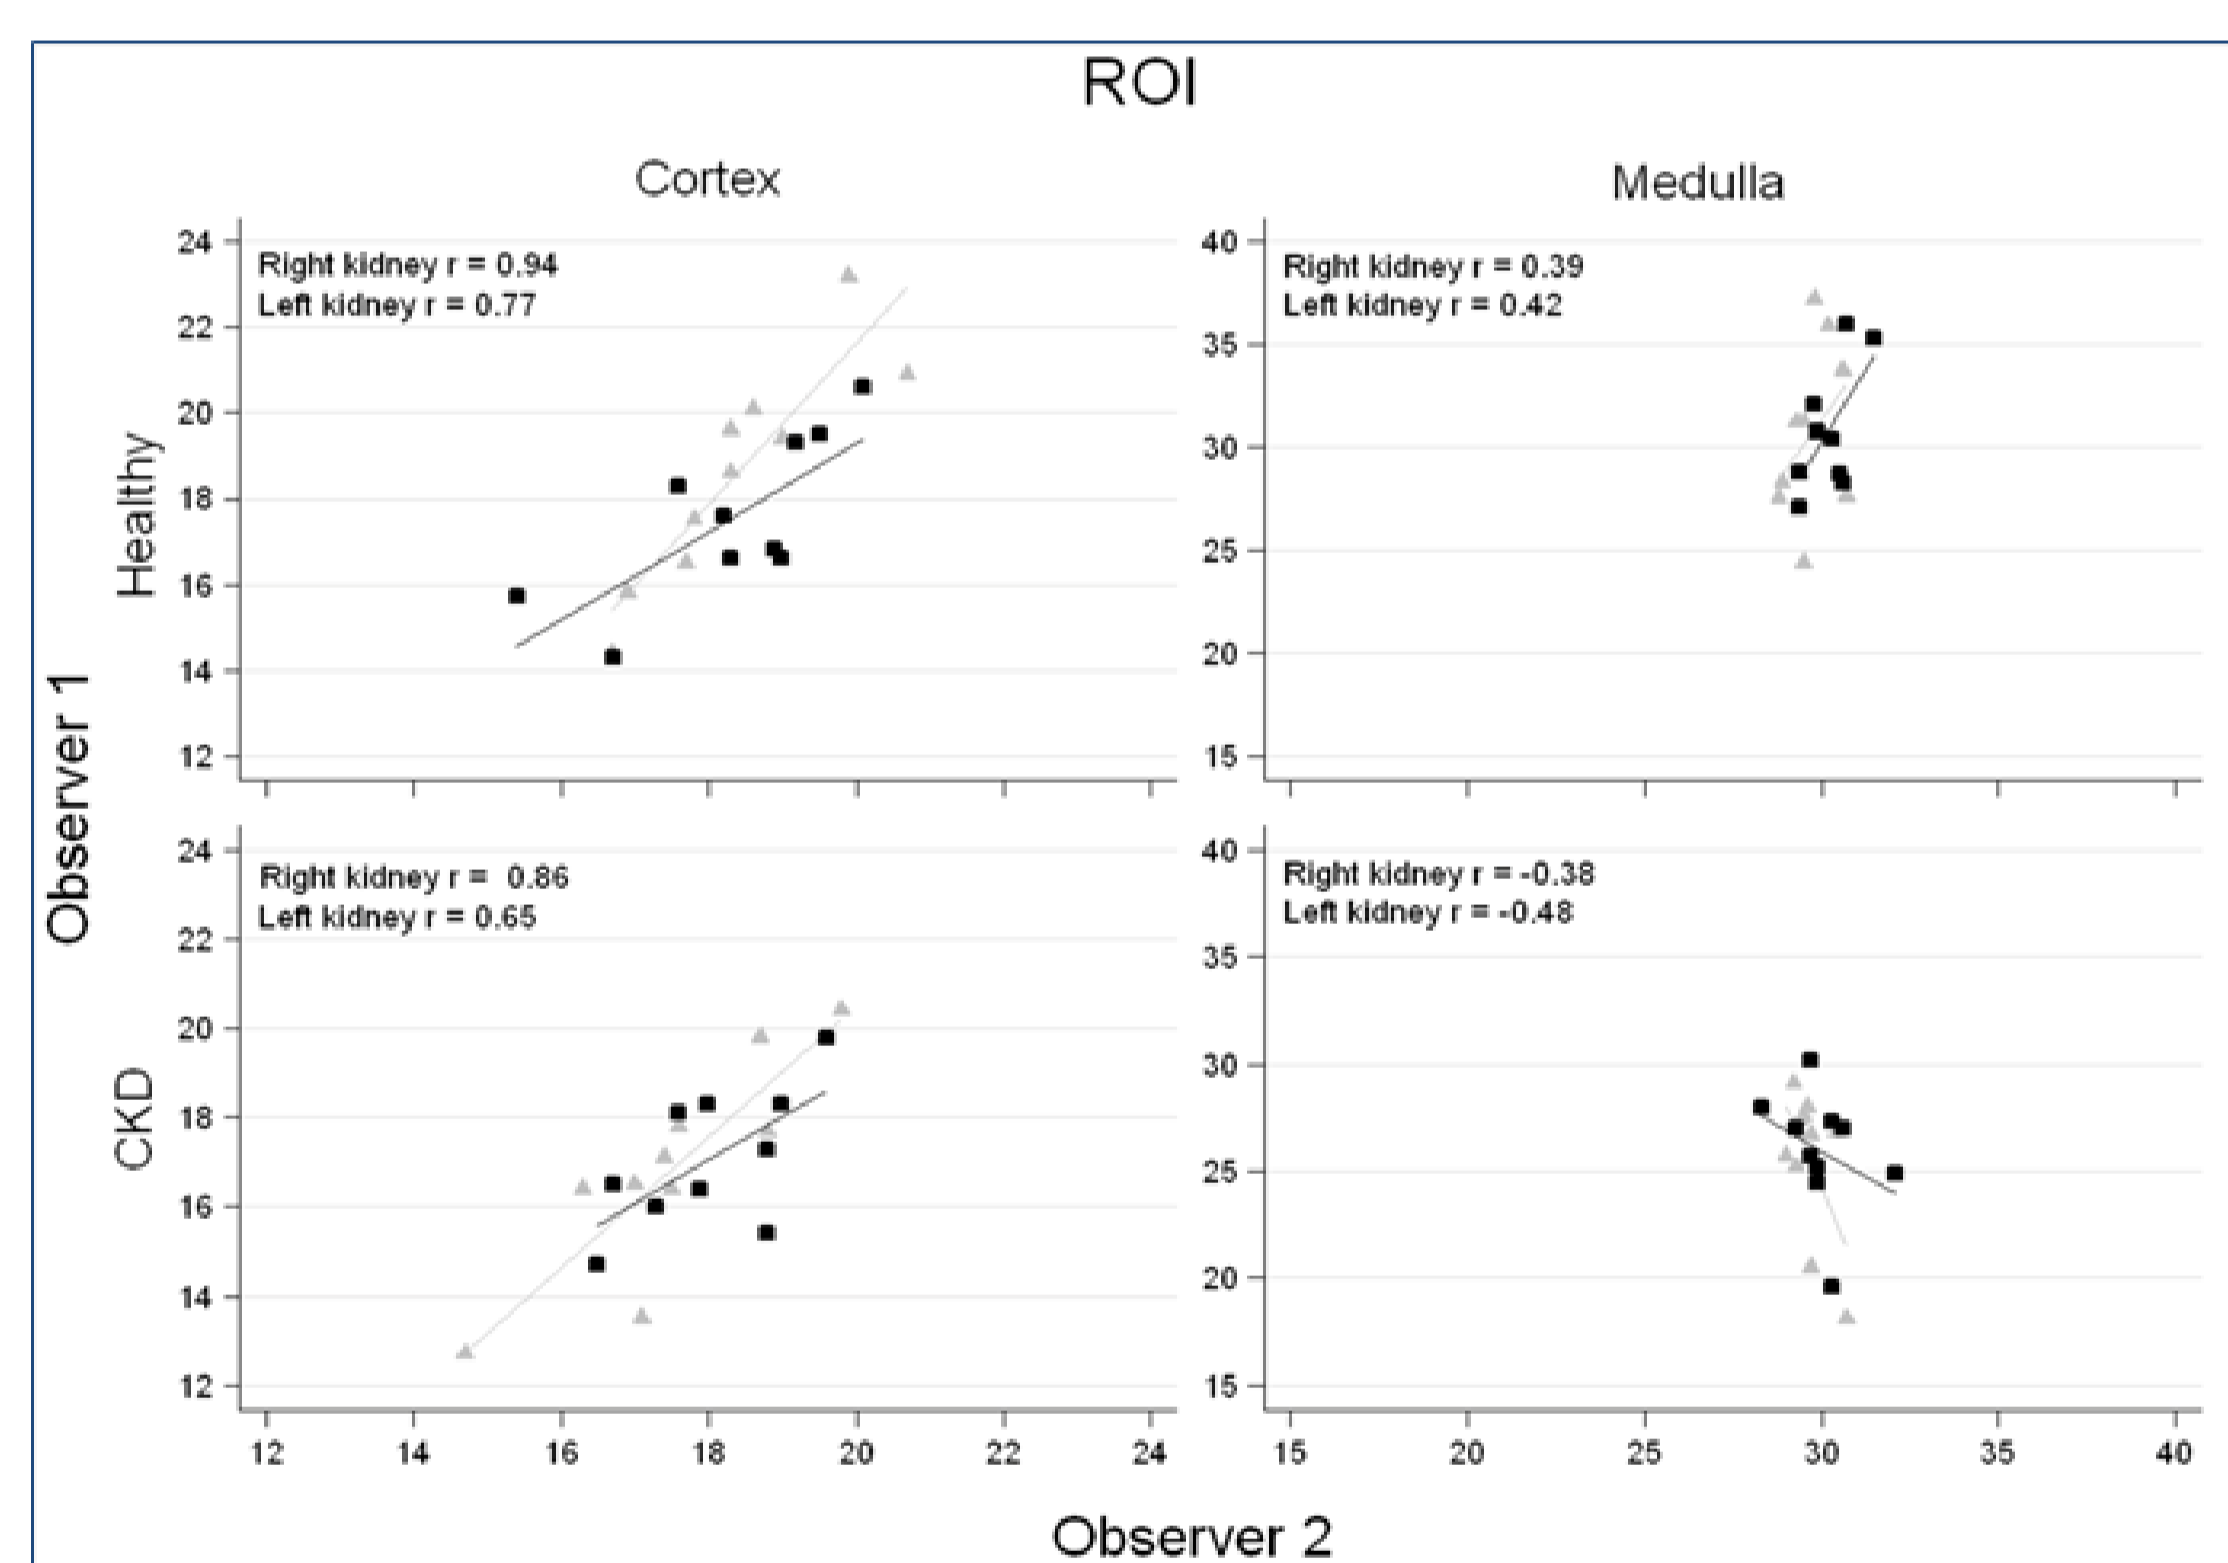 ROI
Cortex
Medulla
Observer 1
Healthy
24
22
20
18
16
14
12
Right kidney r = 0.94
Left kidney r = 0.77
40
35
30
25
20
15
Right kidney r = 0.39
Left kidney r = 0.42
CKD
24
22
20
18
16
14
12
Right kidney r = 0.86
Left kidney r = 0.65
40
35
30
25
20
15
Right kidney r = -0.38
Left kidney r = -0.48
12 14 16 18 20 22 24
15 20 25 30 35 40
Observer 2